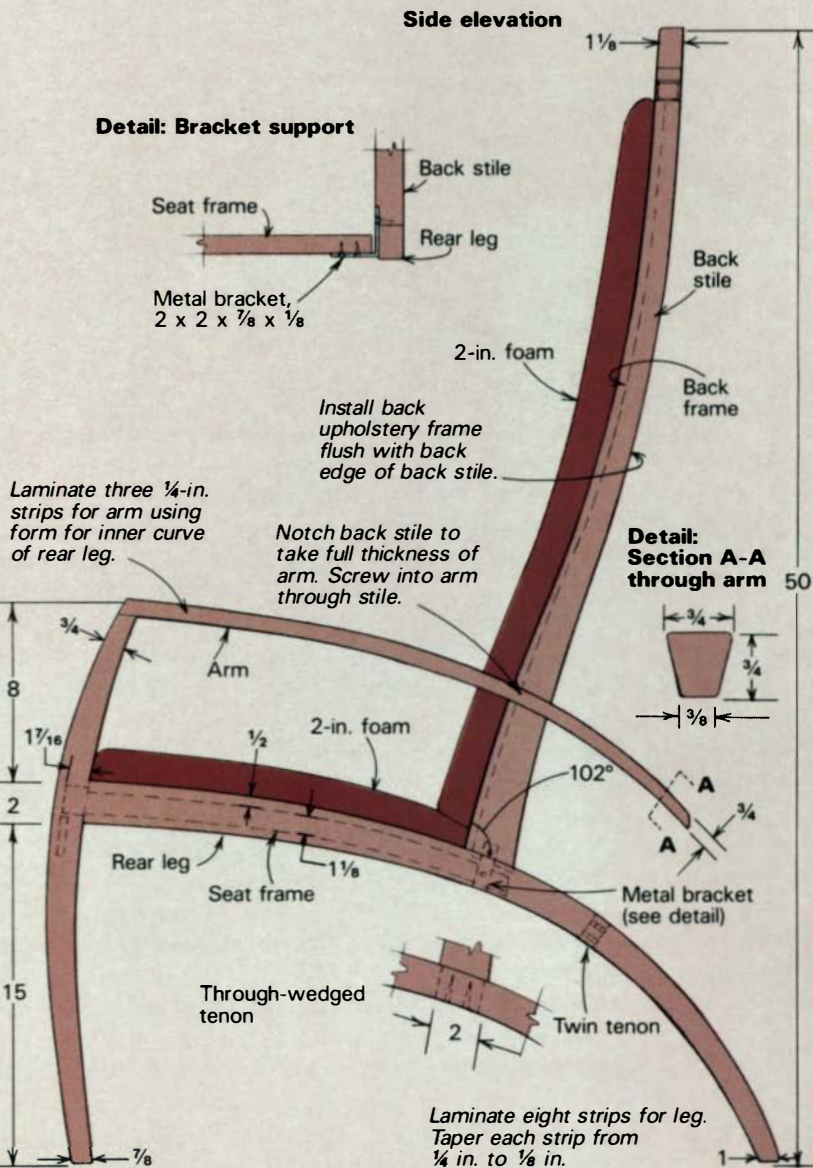 Side elevation
1⅛
Detail: Bracket support
Back stile
Seat frame
Rear leg
Metal bracket,
2 x 2 x ⅞ x ⅛
Back
stile
2-in. foam
Back
frame
Install back
upholstery frame
flush with back
edge of back stile.
Laminate three ¼-in.
strips for arm using
form for inner curve
of rear leg.
Notch back stile to
take full thickness of
arm. Screw into arm
through stile.
Detail:
Section A-A
through arm
50
¾
¾
⅜
¾
Arm
8
1⁷⁄₁₆
½
2-in. foam
102°
A
A
¾
2
Rear leg
Seat frame
1⅛
Metal bracket
(see detail)
15
Through-wedged
tenon
2
Twin tenon
Laminate eight strips for leg.
Taper each strip from
¼ in. to ⅛ in.
⅞
1